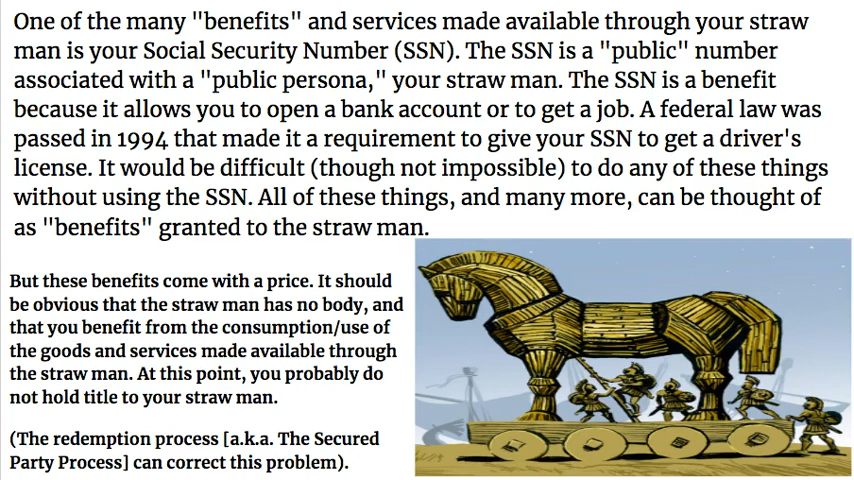 One of the many "benefits" and services made available through your straw
man is your Social Security Number (SSN). The SSN is a "public" number
associated with a "public persona," your straw man. The SSN is a benefit
because it allows you to open a bank account or to get a job. A federal law was
passed in 1994 that made it a requirement to give your SSN to get a driver's
license. It would be difficult (though not impossible) to do any of these things
without using the SSN. All of these things, and many more, can be thought of
as "benefits" granted to the straw man.
But these benefits come with a price. It should
be obvious that the straw man has no body, and
that you benefit from the consumption/use of
the goods and services made available through
the straw man. At this point, you probably do
not hold title to your straw man.
(The redemption process [a.k.a. The Secured
Party Process] can correct this problem).